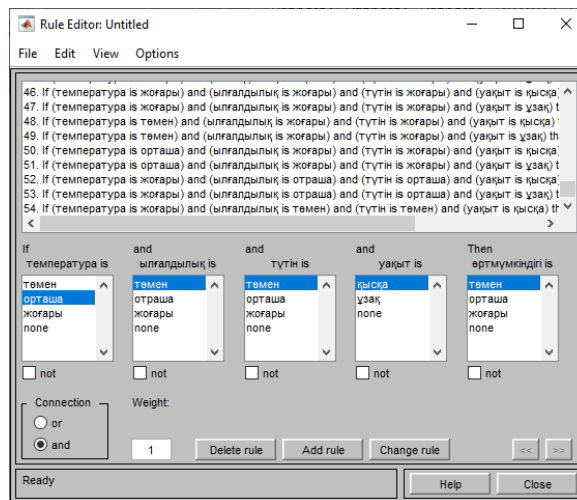 Rule Editor: Untitled
File Edit View Options
46. If (температура is жоғары) and (ылғалдылық is жоғары) and (түтін is жоғары) and (уақыт is қысқа) t
47. If (температура is жоғары) and (ылғалдылық is жоғары) and (түтін is жоғары) and (уақыт is ұзақ) t
48. If (температура is төмен) and (ылғалдылық is жоғары) and (түтін is жоғары) and (уақыт is қысқа) t
49. If (температура is төмен) and (ылғалдылық is жоғары) and (түтін is жоғары) and (уақыт is ұзақ) th
50. If (температура is орташа) and (ылғалдылық is жоғары) and (түтін is жоғары) and (уақыт is қысқа)
51. If (температура is орташа) and (ылғалдылық is жоғары) and (түтін is жоғары) and (уақыт is ұзақ) t
52. If (температура is жоғары) and (ылғалдылық is отраша) and (түтін is орташа) and (уақыт is қысқа)
53. If (температура is жоғары) and (ылғалдылық is отраша) and (түтін is орташа) and (уақыт is ұзақ) t
54. If (температура is жоғары) and (ылғалдылық is төмен) and (түтін is төмен) and (уақыт is қысқа) th
If and and and Then
температура is ылғалдылық is түтін is уақыт is өртмүмкіндігі is
төмен төмен төмен қысқа төмен
орташа отраша орташа ұзақ орташа
жоғары жоғары жоғары none жоғары
none none none none
not not not not not
Connection Weight:
or
and 1 Delete rule Add rule Change rule << >>
Ready Help Close